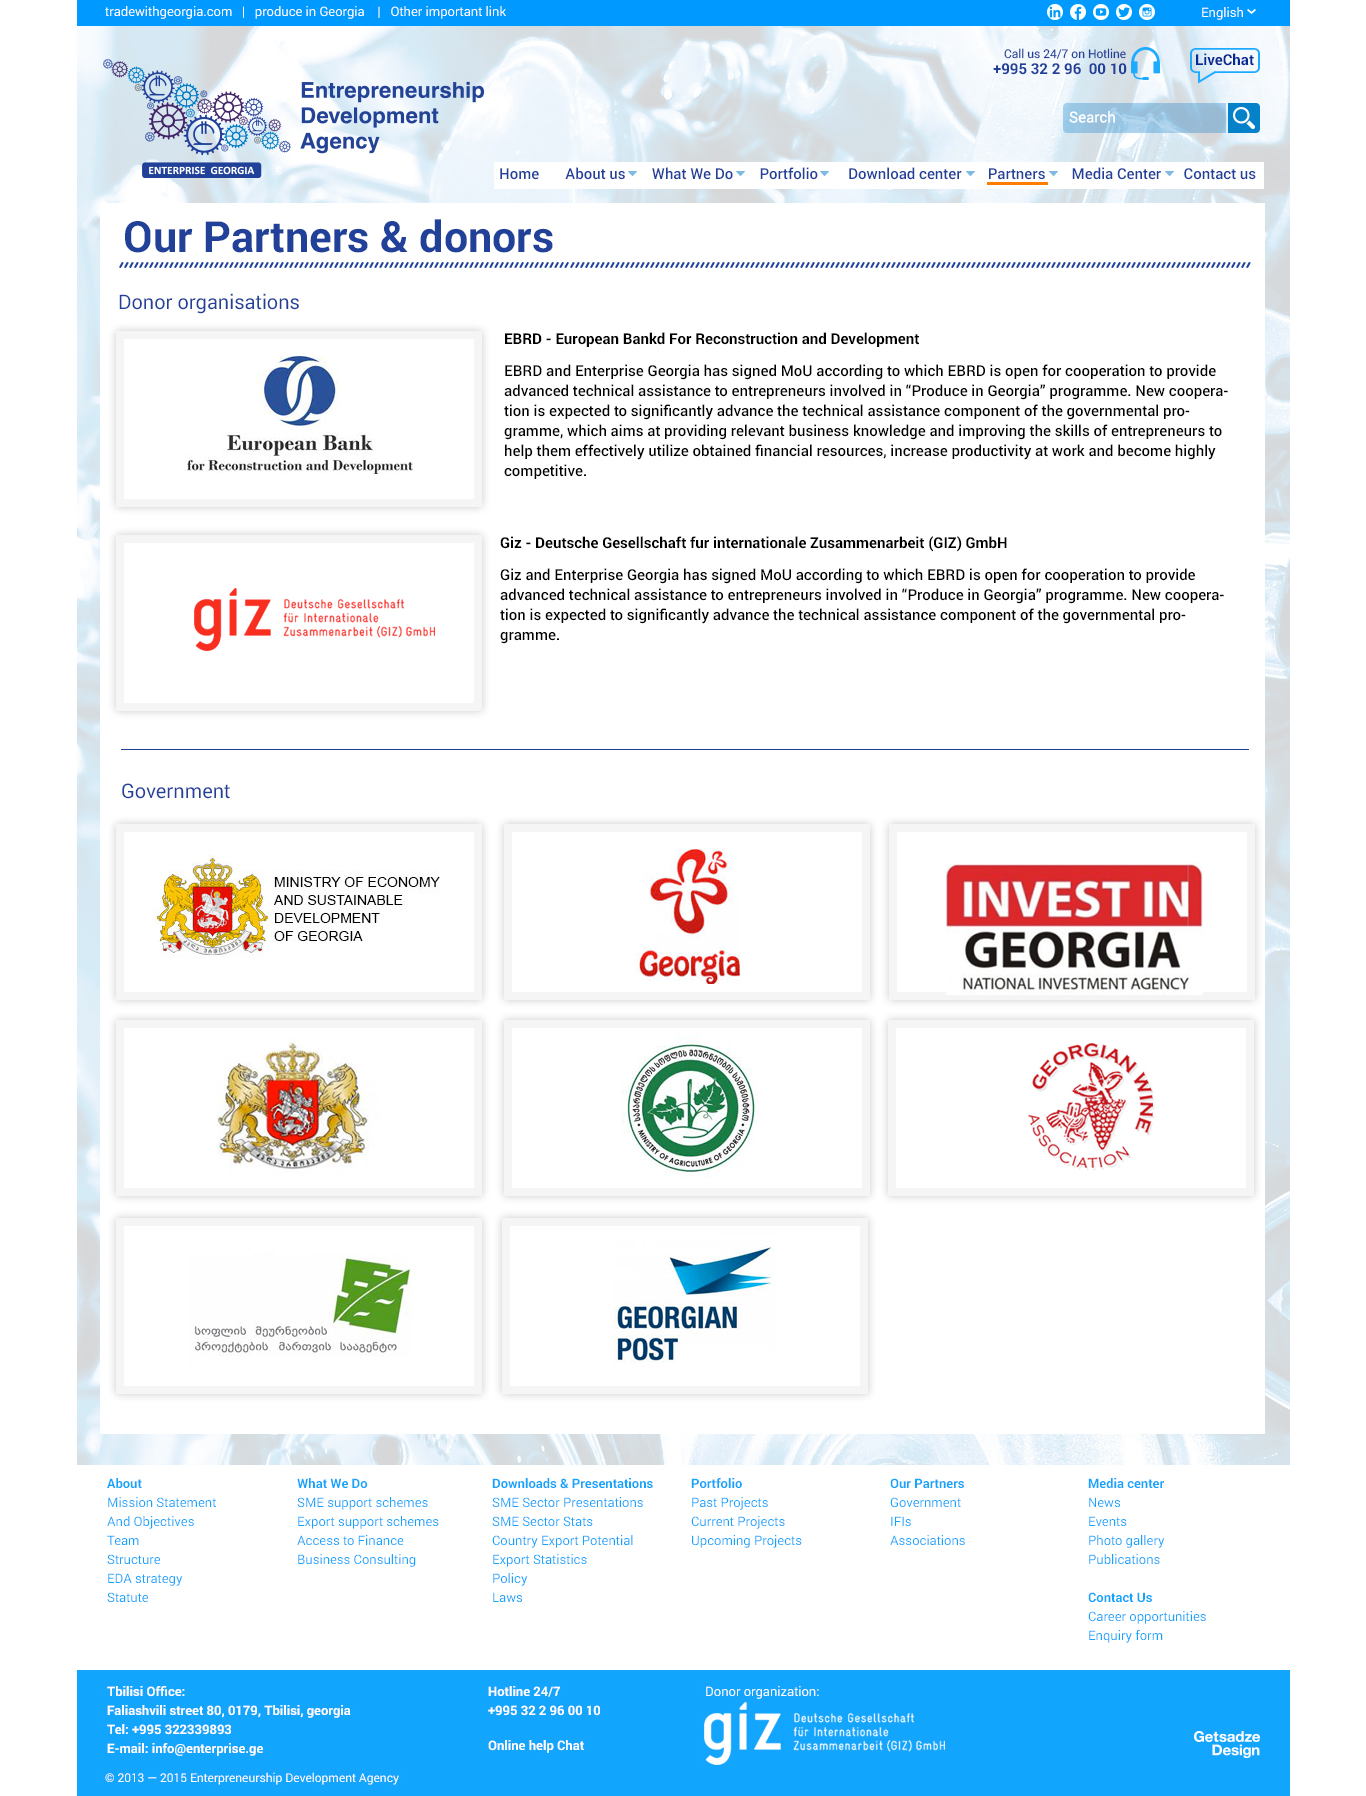 tradewithgeorgia.com | produce in Georgia | Other important link
English
Call us 24/7 on Hotline
+995 32 2 96 00 10
LiveChat
Entrepreneurship
Development
Agency
ENTERPRISE GEORGIA
Search
Home About us What We Do Portfolio Download center Partners Media Center Contact us
Our Partners & donors
Donor organisations
European Bank
for Reconstruction and Development
EBRD - European Bankd For Reconstruction and Development
EBRD and Enterprise Georgia has signed MoU according to which EBRD is open for cooperation to provide
advanced technical assistance to entrepreneurs involved in “Produce in Georgia” programme. New coopera-
tion is expected to significantly advance the technical assistance component of the governmental pro-
gramme, which aims at providing relevant business knowledge and improving the skills of entrepreneurs to
help them effectively utilize obtained financial resources, increase productivity at work and become highly
competitive.
giz Deutsche Gesellschaft
für Internationale
Zusammenarbeit (GIZ) GmbH
Giz - Deutsche Gesellschaft fur internationale Zusammenarbeit (GIZ) GmbH
Giz and Enterprise Georgia has signed MoU according to which EBRD is open for cooperation to provide
advanced technical assistance to entrepreneurs involved in “Produce in Georgia” programme. New coopera-
tion is expected to significantly advance the technical assistance component of the governmental pro-
gramme.
Government
MINISTRY OF ECONOMY
AND SUSTAINABLE
DEVELOPMENT
OF GEORGIA
Georgia
INVEST IN
GEORGIA
NATIONAL INVESTMENT AGENCY
საქართველოს სოფლის მეურნეობის სამინისტრო
MINISTRY OF AGRICULTURE OF GEORGIA
GEORGIAN WINE
ASSOCIATION
სოფლის მეურნეობის
პროექტების მართვის სააგენტო
GEORGIAN
POST
About
Mission Statement
And Objectives
Team
Structure
EDA strategy
Statute
What We Do
SME support schemes
Export support schemes
Access to Finance
Business Consulting
Downloads & Presentations
SME Sector Presentations
SME Sector Stats
Country Export Potential
Export Statistics
Policy
Laws
Portfolio
Past Projects
Current Projects
Upcoming Projects
Our Partners
Government
IFIs
Associations
Media center
News
Events
Photo gallery
Publications
Contact Us
Career opportunities
Enquiry form
Tbilisi Office:
Faliashvili street 80, 0179, Tbilisi, georgia
Tel: +995 322339893
E-mail: info@enterprise.ge
© 2013 — 2015 Enterpreneurship Development Agency
Hotline 24/7
+995 32 2 96 00 10
Online help Chat
Donor organization:
giz Deutsche Gesellschaft
für Internationale
Zusammenarbeit (GIZ) GmbH
Getsadze
Design